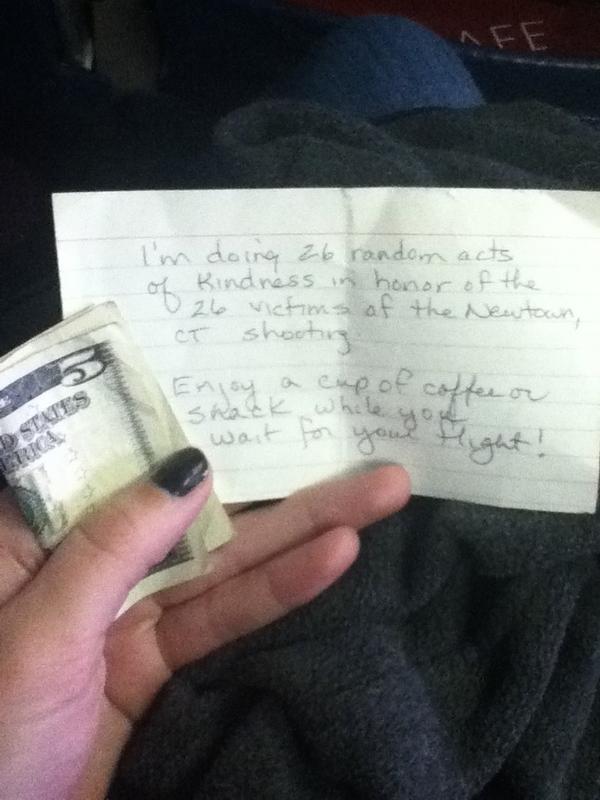 AFE
I'm doing 26 random acts
of Kindness in honor of the
26 victims of the Newtown,
CT shooting
Enjoy a cup of coffee or
snack while you
wait for your flight!
5
D STATES
ERICA